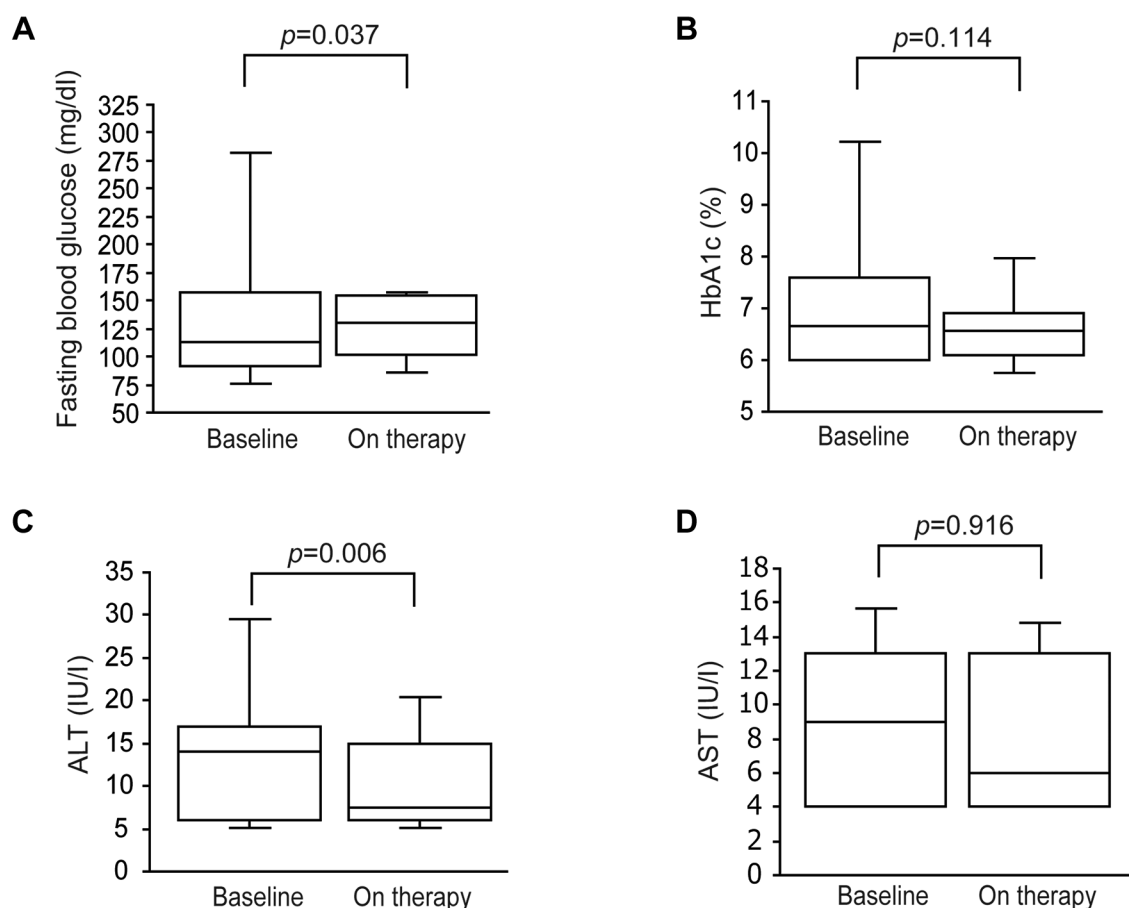 A
p=0.037
Fasting blood glucose (mg/dl)
325
300
275
250
225
200
175
150
125
100
75
50
Baseline On therapy
B
p=0.114
HbA1c (%)
11
10
9
8
7
6
5
Baseline On therapy
C
p=0.006
ALT (IU/l)
35
30
25
20
15
10
5
0
Baseline On therapy
D
p=0.916
AST (IU/l)
18
16
14
12
10
8
6
4
2
0
Baseline On therapy